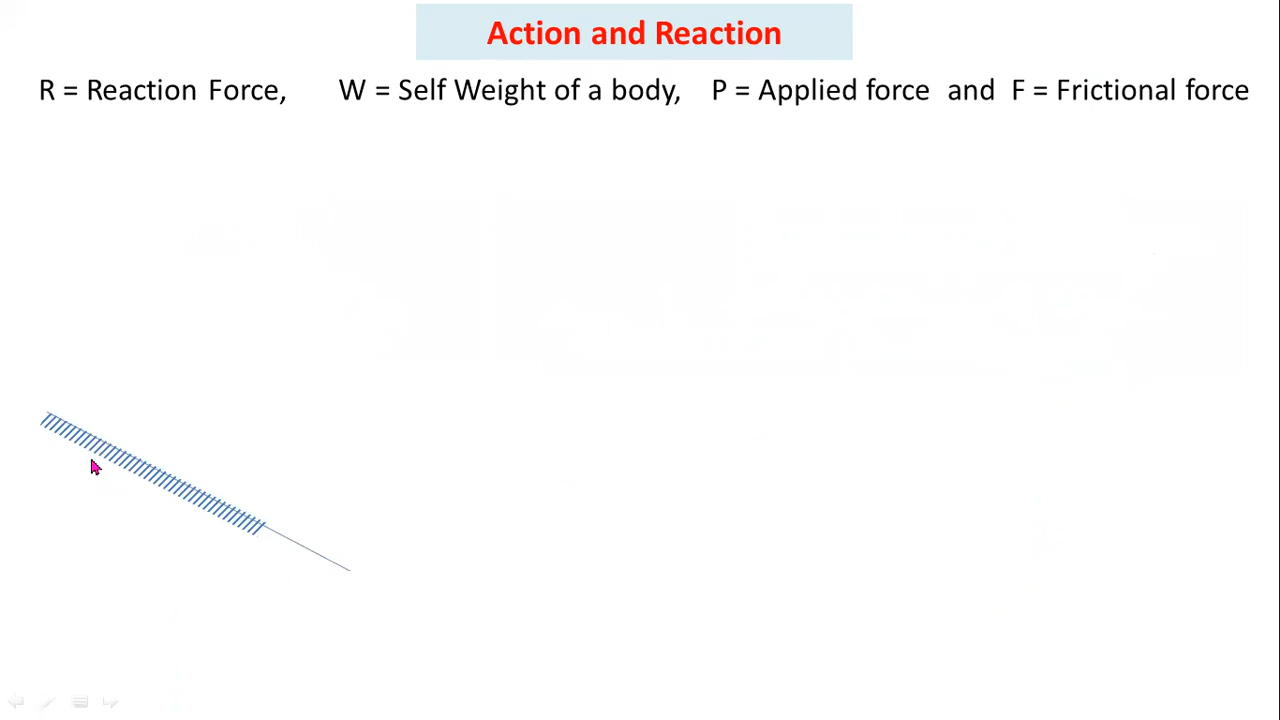 Action and Reaction
R = Reaction Force, W = Self Weight of a body, P = Applied force and F = Frictional force